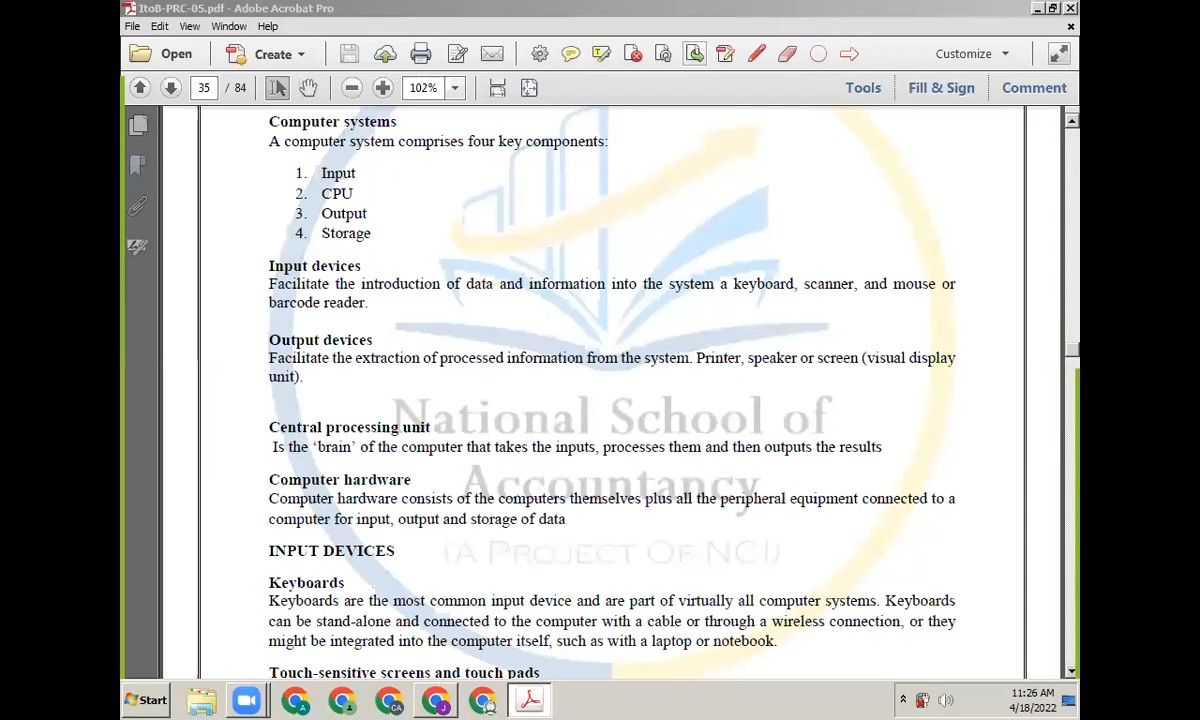 ItoB-PRC-05.pdf - Adobe Acrobat Pro
File Edit View Window Help
Open Create Customize
35 / 84 102% Tools Fill & Sign Comment
Computer systems
A computer system comprises four key components:
1. Input
2. CPU
3. Output
4. Storage
Input devices
Facilitate the introduction of data and information into the system a keyboard, scanner, and mouse or
barcode reader.
Output devices
Facilitate the extraction of processed information from the system. Printer, speaker or screen (visual display
unit).
National School of
Central processing unit
Is the ‘brain’ of the computer that takes the inputs, processes them and then outputs the results
Accountancy
Computer hardware
Computer hardware consists of the computers themselves plus all the peripheral equipment connected to a
computer for input, output and storage of data
INPUT DEVICES
(A PROJECT OF NCI)
Keyboards
Keyboards are the most common input device and are part of virtually all computer systems. Keyboards
can be stand-alone and connected to the computer with a cable or through a wireless connection, or they
might be integrated into the computer itself, such as with a laptop or notebook.
Touch-sensitive screens and touch pads
Start A CA J 11:26 AM
4/18/2022